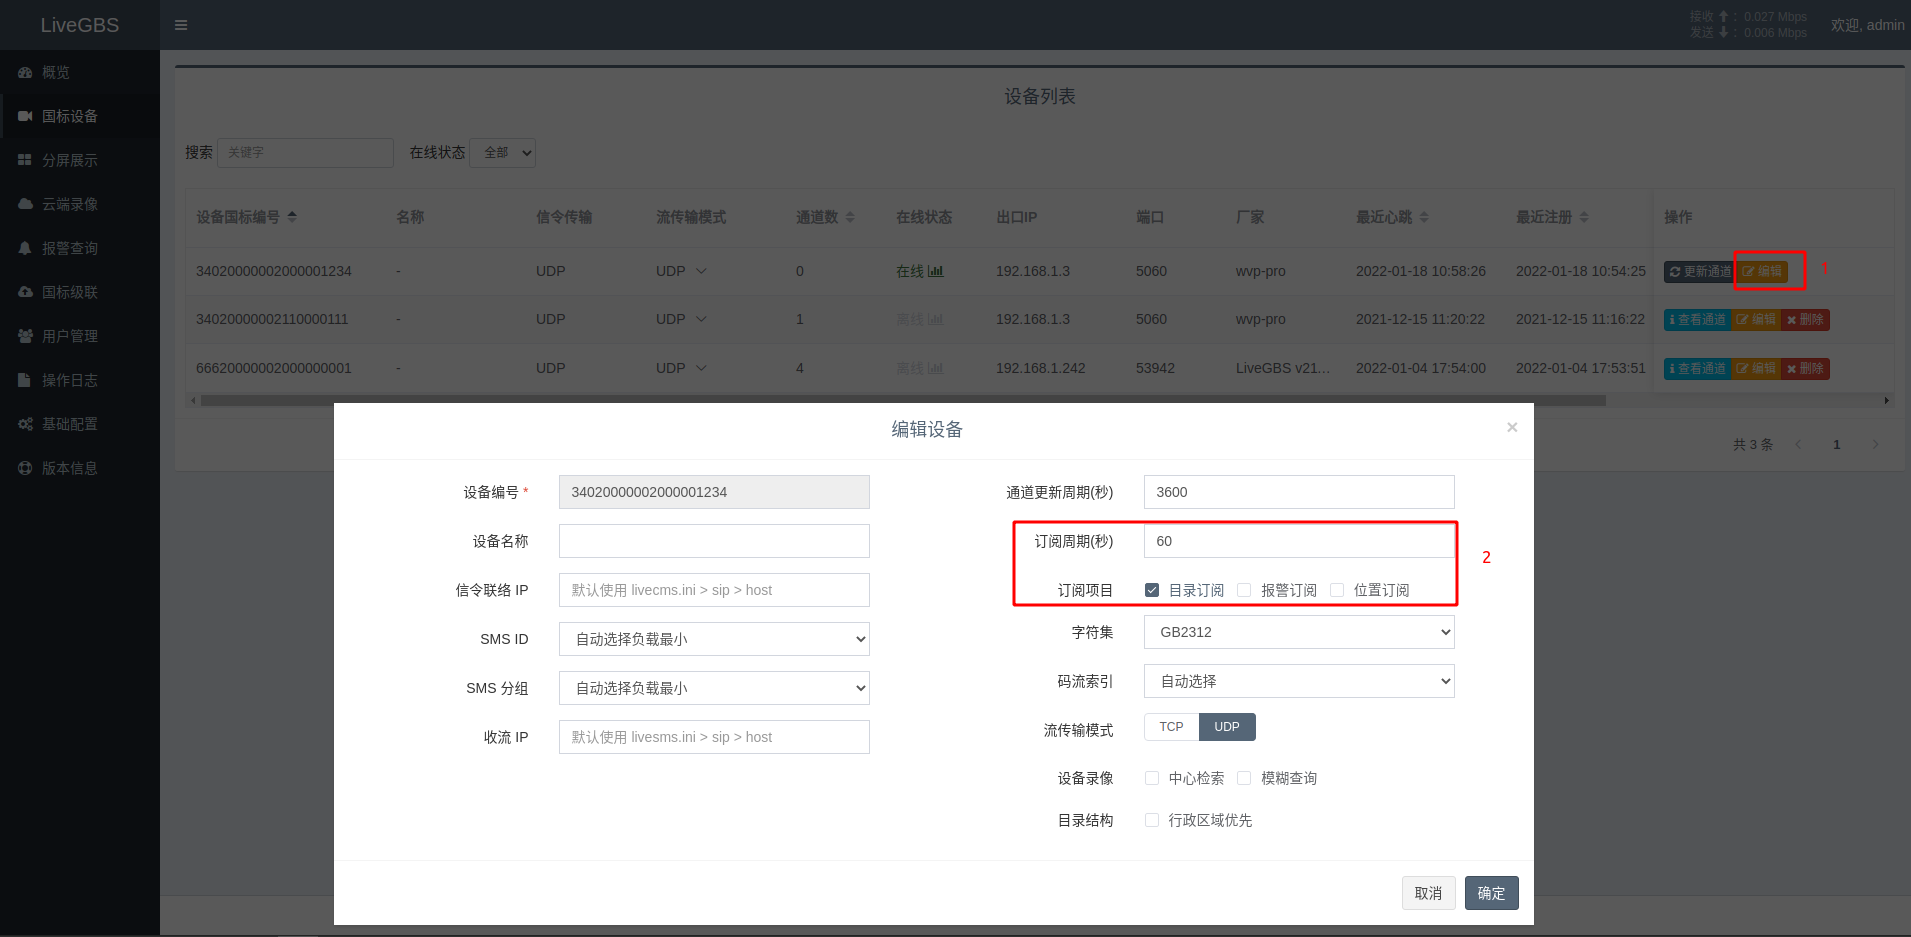 LiveGBS
接收 : 0.027 Mbps
发送 : 0.006 Mbps
欢迎, admin
概览
国标设备
分屏展示
云端录像
报警查询
国标级联
用户管理
操作日志
基础配置
版本信息
设备列表
搜索 关键字 在线状态 全部
设备国标编号 名称 信令传输 流传输模式 通道数 在线状态 出口IP 端口 厂家 最近心跳 最近注册 操作
34020000002000001234 - UDP UDP 0 在线 192.168.1.3 5060 wvp-pro 2022-01-18 10:58:26 2022-01-18 10:54:25 更新通道 编辑 1
34020000002110000111 - UDP UDP 1 离线 192.168.1.3 5060 wvp-pro 2021-12-15 11:20:22 2021-12-15 11:16:22 查看通道 编辑 删除
66620000002000000001 - UDP UDP 4 离线 192.168.1.242 53942 LiveGBS v21... 2022-01-04 17:54:00 2022-01-04 17:53:51 查看通道 编辑 删除
共 3 条 1
编辑设备 ×
设备编号 * 34020000002000001234
设备名称
信令联络 IP 默认使用 livecms.ini > sip > host
SMS ID 自动选择负载最小
SMS 分组 自动选择负载最小
收流 IP 默认使用 livesms.ini > sip > host
通道更新周期(秒) 3600
订阅周期(秒) 60
2
订阅项目 目录订阅 报警订阅 位置订阅
字符集 GB2312
码流索引 自动选择
流传输模式 TCP UDP
设备录像 中心检索 模糊查询
目录结构 行政区域优先
取消 确定